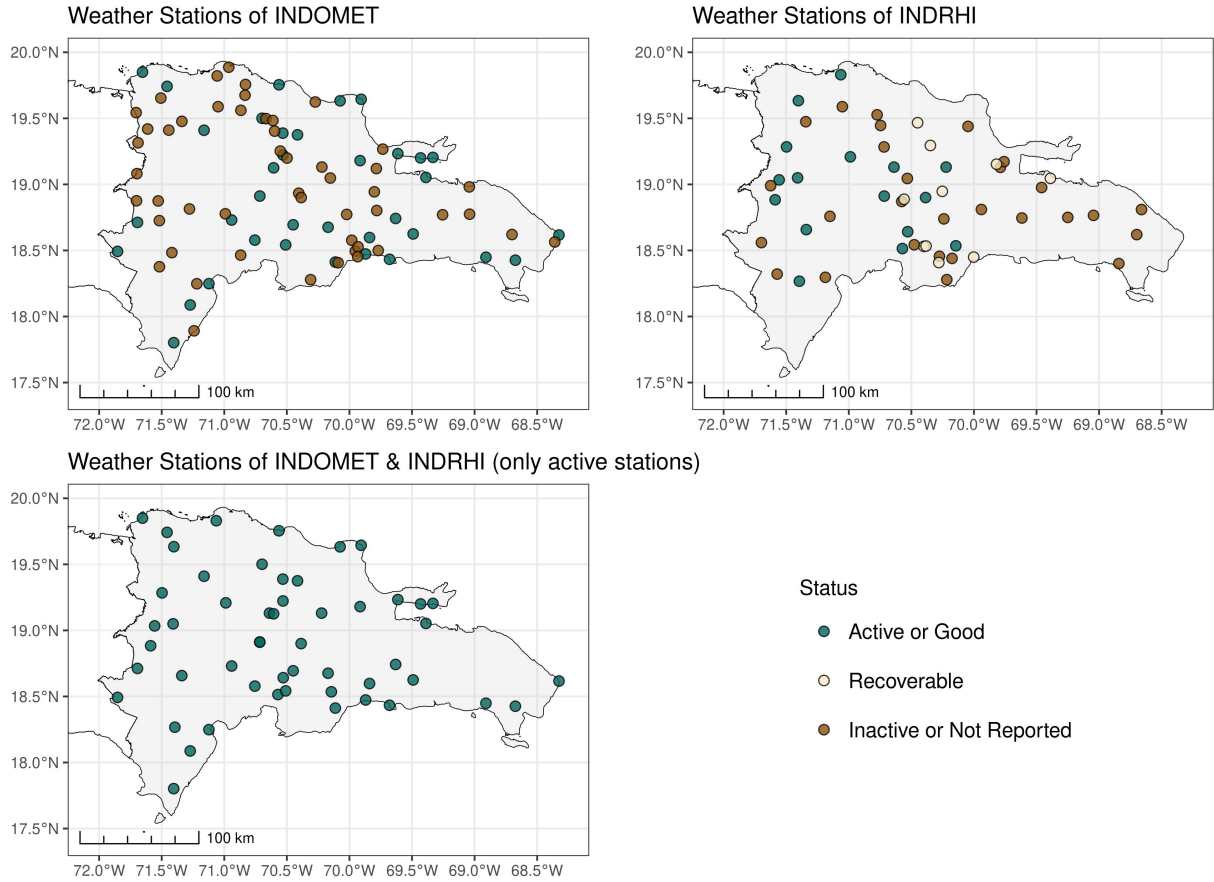 Weather Stations of INDOMET
20.0°N
19.5°N
19.0°N
18.5°N
18.0°N
17.5°N
100 km
72.0°W 71.5°W 71.0°W 70.5°W 70.0°W 69.5°W 69.0°W 68.5°W
Weather Stations of INDRHI
20.0°N
19.5°N
19.0°N
18.5°N
18.0°N
17.5°N
100 km
72.0°W 71.5°W 71.0°W 70.5°W 70.0°W 69.5°W 69.0°W 68.5°W
Weather Stations of INDOMET & INDRHI (only active stations)
20.0°N
19.5°N
19.0°N
18.5°N
18.0°N
17.5°N
100 km
72.0°W 71.5°W 71.0°W 70.5°W 70.0°W 69.5°W 69.0°W 68.5°W
Status
Active or Good
Recoverable
Inactive or Not Reported